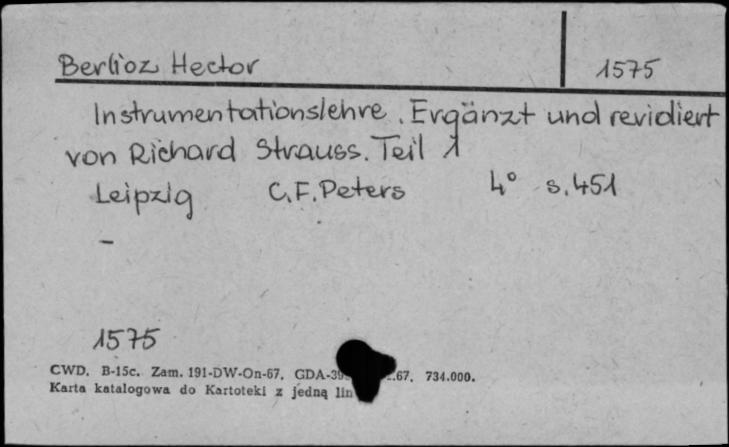 Berlioz Hector 1575
Instrumentationslehre. Ergänzt und revidiert
von Richard Strauss. Teil 1
Leipzig C.F. Peters 4° s. 451
–
1575
CWD. B-15c. Zam. 191-DW-On-67. GDA-39 .67. 734.000.
Karta katalogowa do Kartoteki z jedną lin